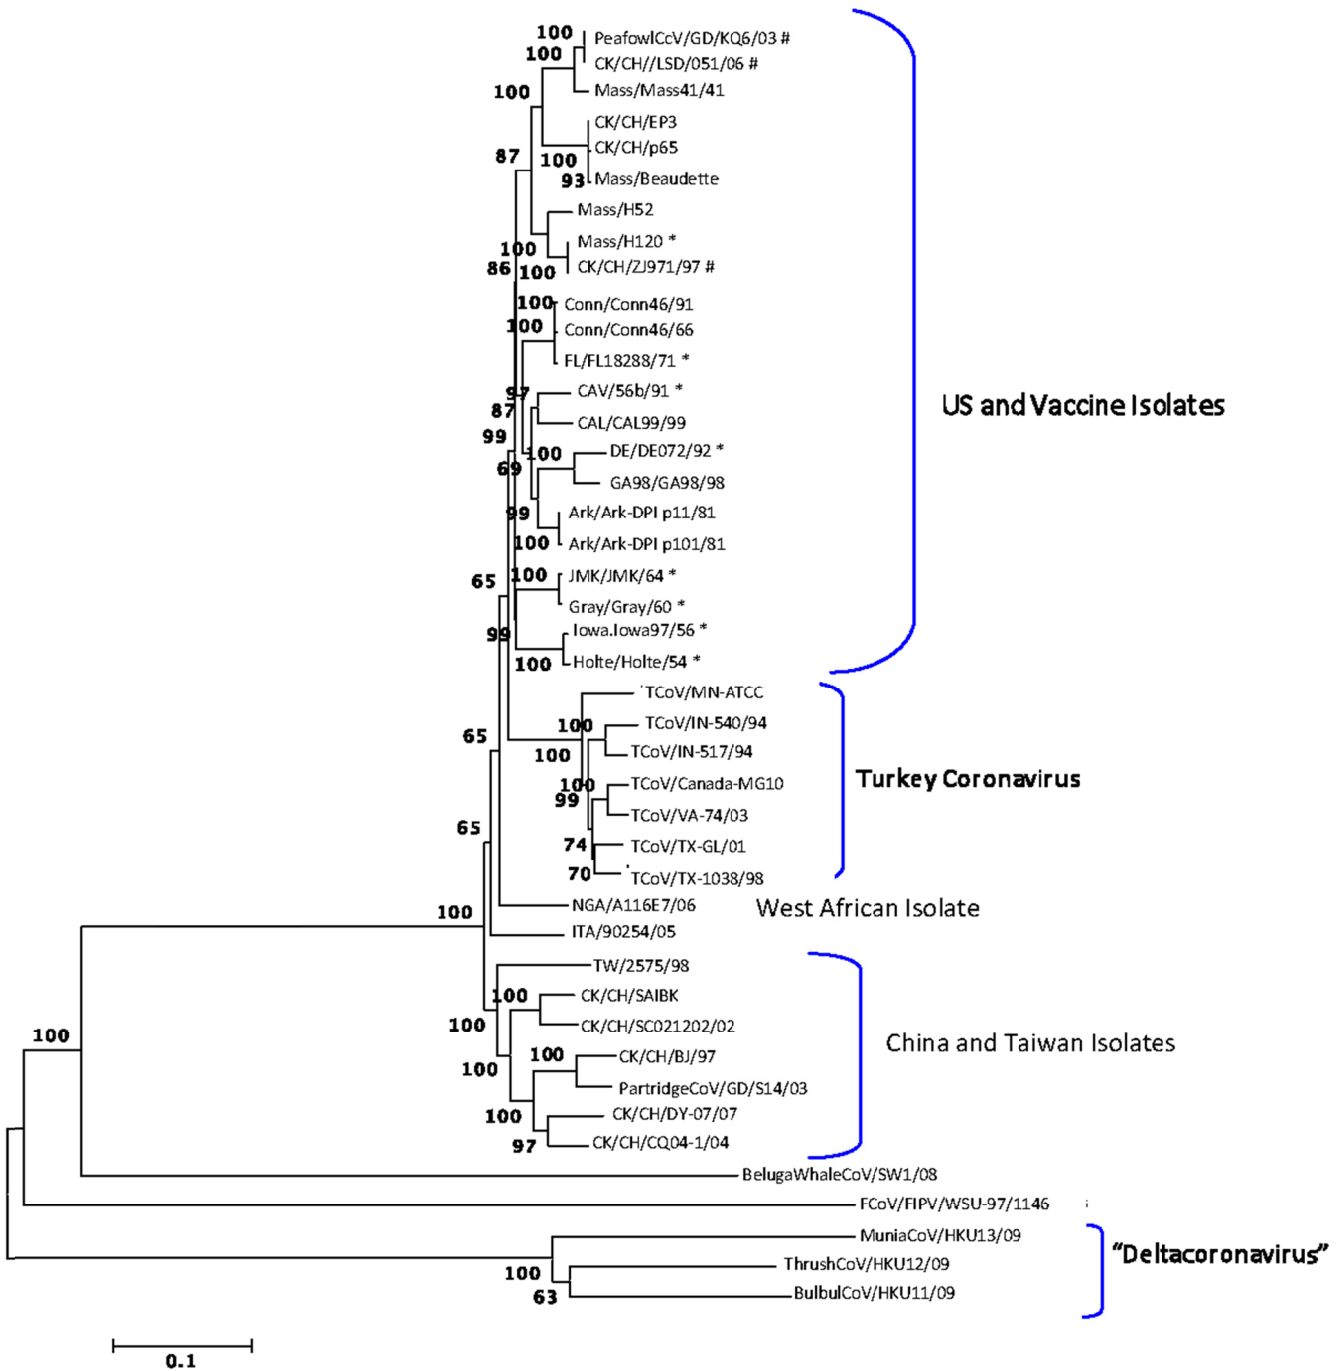 100
PeafowlCcV/GD/KQ6/03 #
100
CK/CH//LSD/051/06 #
Mass/Mass41/41
100
CK/CH/EP3
CK/CH/p65
87
100
Mass/Beaudette
93
Mass/H52
Mass/H120 *
100
CK/CH/ZJ971/97 #
86
100
Conn/Conn46/91
100
Conn/Conn46/66
100
FL/FL18288/71 *
CAV/56b/91 *
97
87
CAL/CAL99/99
99
DE/DE072/92 *
100
69
GA98/GA98/98
Ark/Ark-DPI p11/81
99
Ark/Ark-DPI p101/81
100
JMK/JMK/64 *
100
65
Gray/Gray/60 *
Iowa.Iowa97/56 *
99
Holte/Holte/54 *
100
US and Vaccine Isolates
TCoV/MN-ATCC
TCoV/IN-540/94
100
65
TCoV/IN-517/94
100
TCoV/Canada-MG10
100
99
TCoV/VA-74/03
65
TCoV/TX-GL/01
74
TCoV/TX-1038/98
70
Turkey Coronavirus
NGA/A116E7/06
West African Isolate
100
ITA/90254/05
TW/2575/98
CK/CH/SAIBK
100
CK/CH/SC021202/02
100
CK/CH/BJ/97
100
100
PartridgeCoV/GD/S14/03
CK/CH/DY-07/07
100
CK/CH/CQ04-1/04
97
China and Taiwan Isolates
100
BelugaWhaleCoV/SW1/08
FCoV/FIPV/WSU-97/1146
MuniaCoV/HKU13/09
ThrushCoV/HKU12/09
100
BulbulCoV/HKU11/09
63
"Deltacoronavirus"
0.1